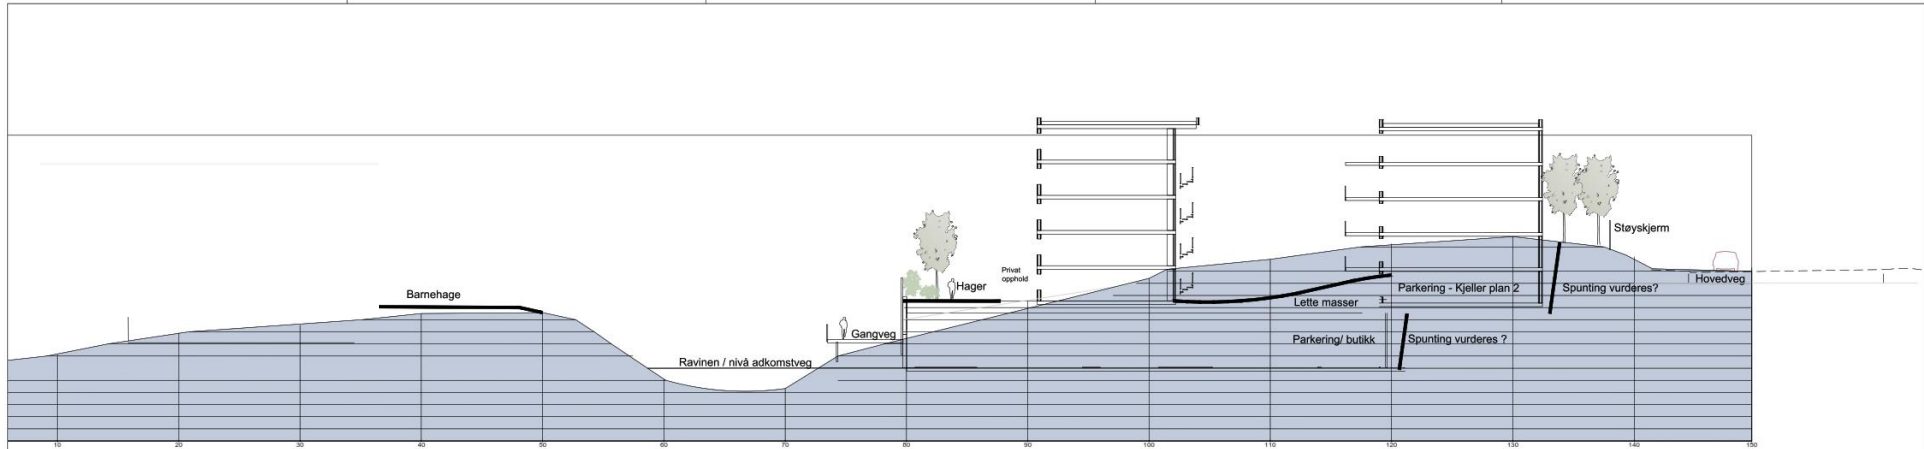 Støyskjerm
Privat
opphold
Hager
Hovedveg
Barnehage
Parkering - Kjeller plan 2
Spunting vurderes?
Lette masser
Gangveg
Parkering/ butikk
Spunting vurderes ?
Ravinen / nivå adkomstveg
10 20 30 40 50 60 70 80 90 100 110 120 130 140 150